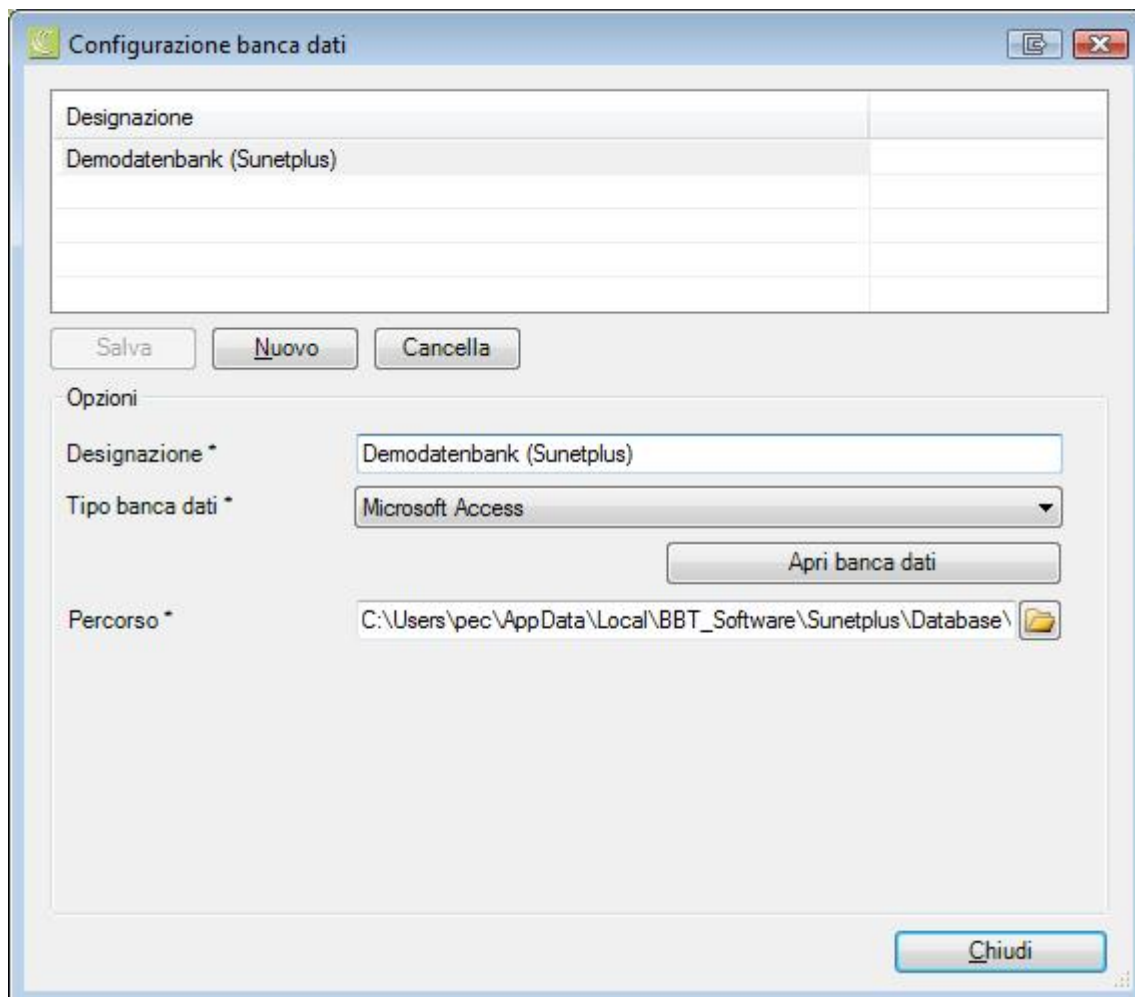 Configurazione banca dati
Designazione
Demodatenbank (Sunetplus)
Salva Nuovo Cancella
Opzioni
Designazione * Demodatenbank (Sunetplus)
Tipo banca dati * Microsoft Access
Apri banca dati
Percorso * C:\Users\pec\AppData\Local\BBT_Software\Sunetplus\Database\
Chiudi